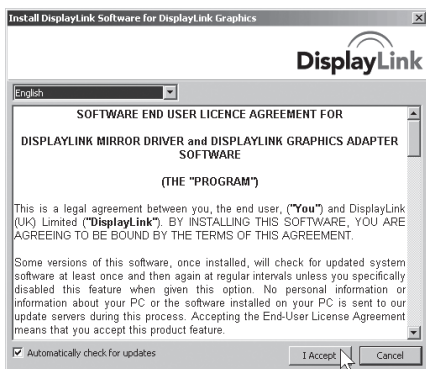 Install DisplayLink Software for DisplayLink Graphics
DisplayLink
English
SOFTWARE END USER LICENCE AGREEMENT FOR
DISPLAYLINK MIRROR DRIVER and DISPLAYLINK GRAPHICS ADAPTER
SOFTWARE
(THE "PROGRAM")
This is a legal agreement between you, the end user, ("You") and DisplayLink
(UK) Limited ("DisplayLink"). BY INSTALLING THIS SOFTWARE, YOU ARE
AGREEING TO BE BOUND BY THE TERMS OF THIS AGREEMENT.
Some versions of this software, once installed, will check for updated system
software at least once and then again at regular intervals unless you specifically
disabled this feature when given this option. No personal information or
information about your PC or the software installed on your PC is sent to our
update servers during this process. Accepting the End-User License Agreement
means that you accept this product feature.
Automatically check for updates
I Accept
Cancel